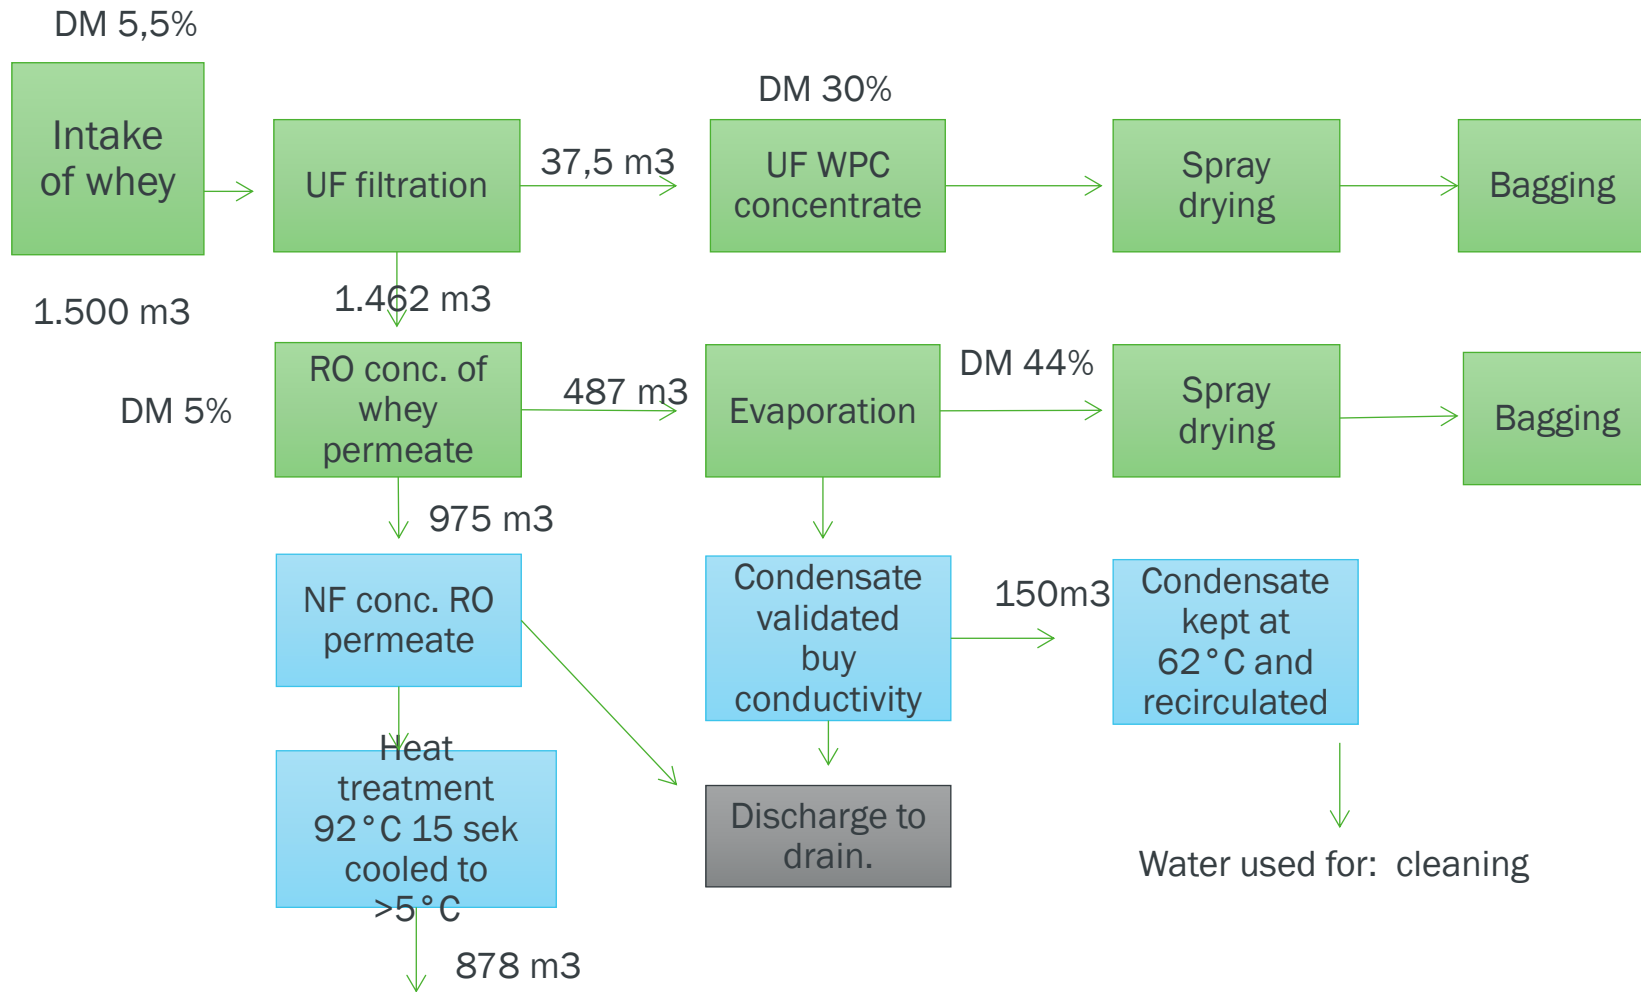 DM 5,5%
Intake
of whey
1.500 m3
UF filtration
37,5 m3
DM 30%
UF WPC
concentrate
Spray
drying
Bagging
1.462 m3
DM 5%
RO conc. of
whey
permeate
487 m3
Evaporation
DM 44%
Spray
drying
Bagging
975 m3
NF conc. RO
permeate
Condensate
validated
buy
conductivity
150m3
Condensate
kept at
62°C and
recirculated
Heat
treatment
92°C 15 sek
cooled to
>5°C
Discharge to
drain.
Water used for: cleaning
878 m3